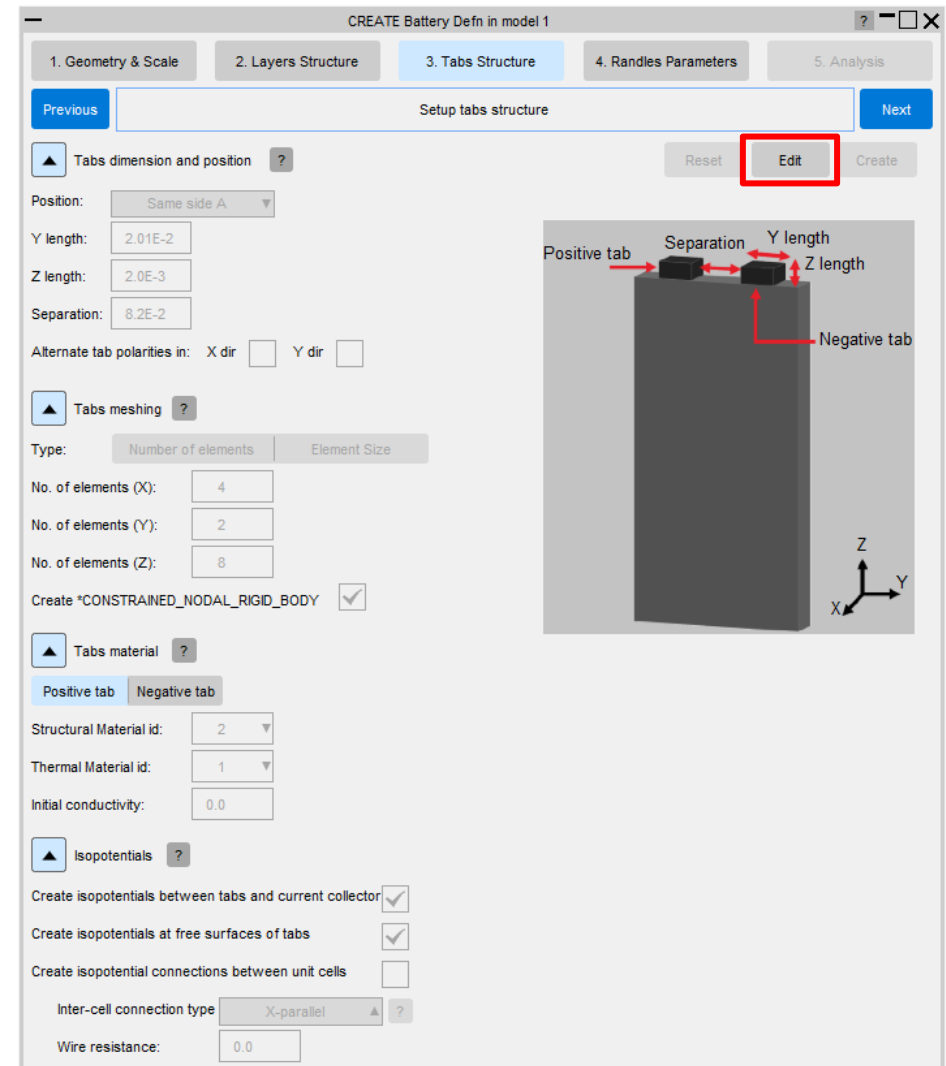 CREATE Battery Defn in model 1 ?
1. Geometry & Scale 2. Layers Structure 3. Tabs Structure 4. Randles Parameters 5. Analysis
Previous Setup tabs structure Next
Tabs dimension and position ? Reset Edit Create
Position: Same side A
Y length: 2.01E-2
Z length: 2.0E-3
Separation: 8.2E-2
Alternate tab polarities in: X dir Y dir
Positive tab Separation Y length
Z length
Negative tab
Z
Y
X
Tabs meshing ?
Type: Number of elements Element Size
No. of elements (X): 4
No. of elements (Y): 2
No. of elements (Z): 8
Create *CONSTRAINED_NODAL_RIGID_BODY
Tabs material ?
Positive tab Negative tab
Structural Material id: 2
Thermal Material id: 1
Initial conductivity: 0.0
Isopotentials ?
Create isopotentials between tabs and current collector
Create isopotentials at free surfaces of tabs
Create isopotential connections between unit cells
Inter-cell connection type X-parallel ?
Wire resistance: 0.0